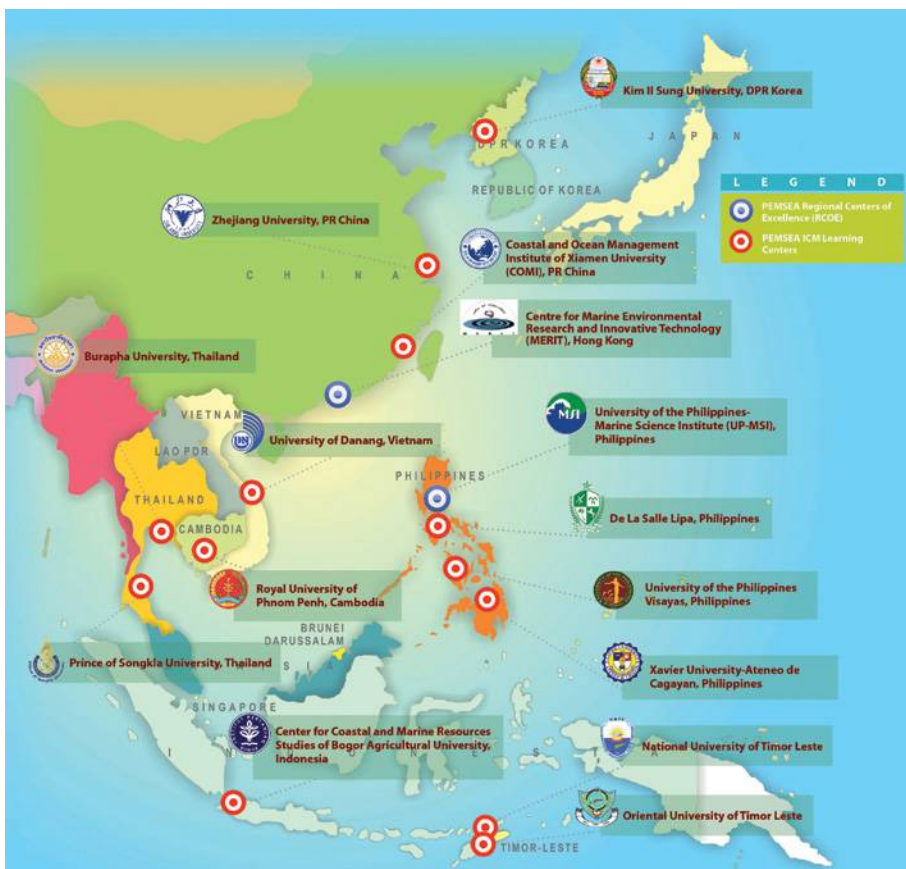 Kim Il Sung University, DPR Korea
JAPAN
DPR KOREA
REPUBLIC OF KOREA
LEGEND
PEMSEA Regional Centers of
Excellence (RCOE)
PEMSEA ICM Learning
Centers
Zhejiang University, PR China
CHINA
Coastal and Ocean Management
Institute of Xiamen University
(COMI), PR China
Centre for Marine Environmental
Research and Innovative Technology
(MERIT), Hong Kong
Burapha University, Thailand
VIETNAM
University of Danang, Vietnam
LAO PDR
MSI
University of the Philippines-
Marine Science Institute (UP-MSI),
Philippines
PHILIPPINES
THAILAND
De La Salle Lipa, Philippines
CAMBODIA
Royal University of
Phnom Penh, Cambodia
University of the Philippines
Visayas, Philippines
BRUNEI
DARUSSALAM
Prince of Songkla University, Thailand
SIA
Xavier University-Ateneo de
Cagayan, Philippines
SINGAPORE
Center for Coastal and Marine Resources
Studies of Bogor Agricultural University,
Indonesia
National University of Timor Leste
Oriental University of Timor Leste
TIMOR-LESTE